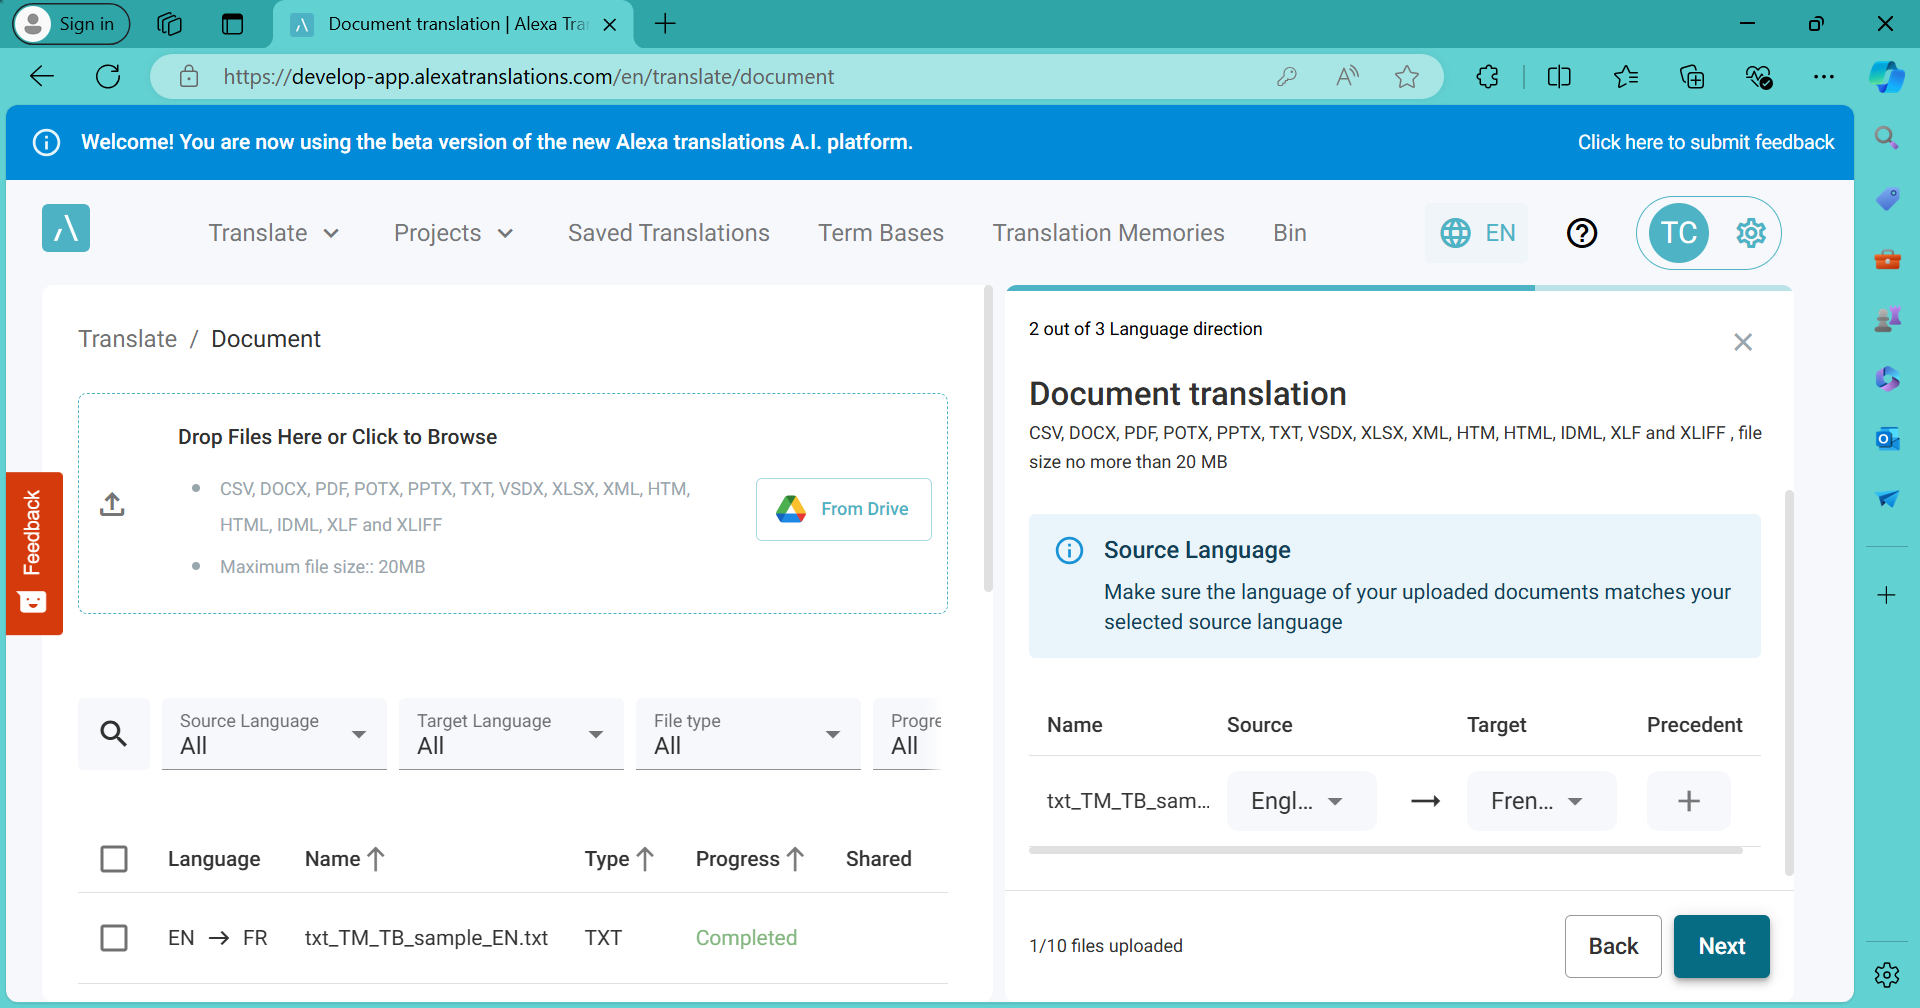 Sign in
Document translation | Alexa Tra
https://develop-app.alexatranslations.com/en/translate/document
Welcome! You are now using the beta version of the new Alexa translations A.I. platform.
Click here to submit feedback
Translate
Projects
Saved Translations
Term Bases
Translation Memories
Bin
EN
TC
Translate / Document
Drop Files Here or Click to Browse
CSV, DOCX, PDF, POTX, PPTX, TXT, VSDX, XLSX, XML, HTM,
HTML, IDML, XLF and XLIFF
Maximum file size:: 20MB
From Drive
Feedback
Source Language
All
Target Language
All
File type
All
Progre
All
Language Name Type Progress Shared
EN → FR txt_TM_TB_sample_EN.txt TXT Completed
2 out of 3 Language direction
Document translation
CSV, DOCX, PDF, POTX, PPTX, TXT, VSDX, XLSX, XML, HTM, HTML, IDML, XLF and XLIFF , file
size no more than 20 MB
Source Language
Make sure the language of your uploaded documents matches your
selected source language
Name Source Target Precedent
txt_TM_TB_sam... Engl... → Fren... +
1/10 files uploaded
Back
Next